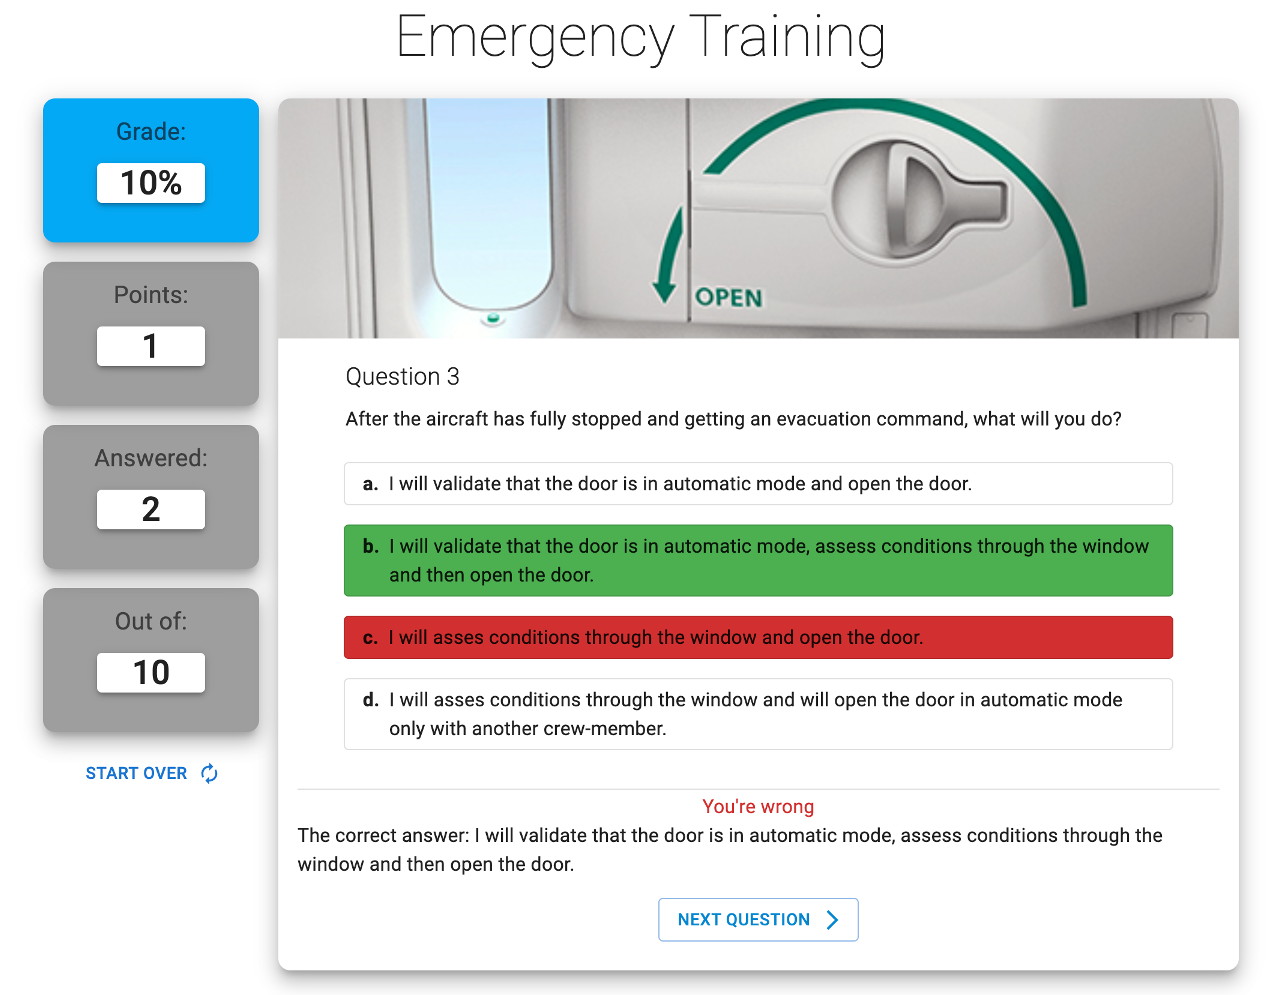 Emergency Training
Grade:
10%
Points:
1
Answered:
2
Out of:
10
START OVER
OPEN
Question 3
After the aircraft has fully stopped and getting an evacuation command, what will you do?
a. I will validate that the door is in automatic mode and open the door.
b. I will validate that the door is in automatic mode, assess conditions through the window
and then open the door.
c. I will asses conditions through the window and open the door.
d. I will asses conditions through the window and will open the door in automatic mode
only with another crew-member.
You're wrong
The correct answer: I will validate that the door is in automatic mode, assess conditions through the
window and then open the door.
NEXT QUESTION